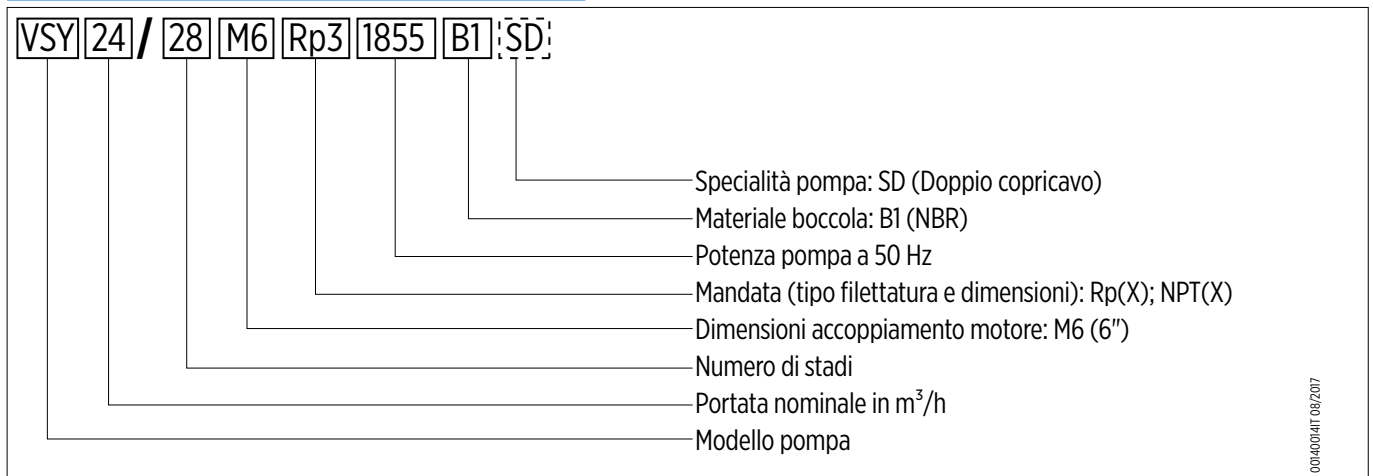 VSY 24 / 28 M6 Rp3 1855 B1 SD
Specialità pompa: SD (Doppio copricavo)
Materiale boccola: B1 (NBR)
Potenza pompa a 50 Hz
Mandata (tipo filettatura e dimensioni): Rp(X); NPT(X)
Dimensioni accoppiamento motore: M6 (6")
Numero di stadi
Portata nominale in m³/h
Modello pompa
00140014IT 08/2017